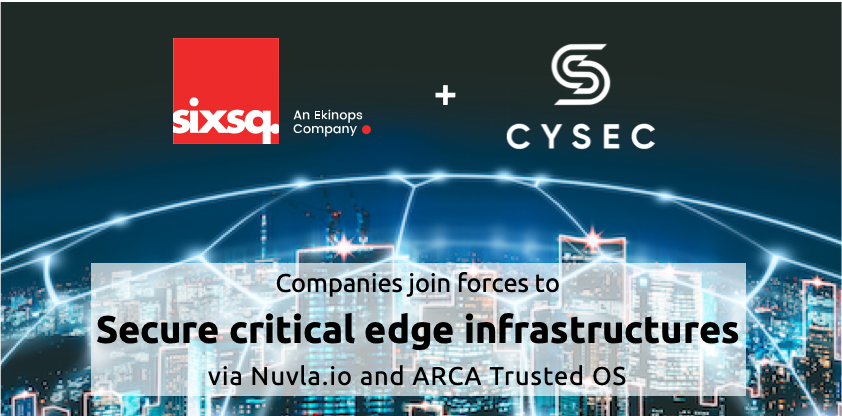 sixsq.
An Ekinops
Company
+
CYSEC
Companies join forces to
Secure critical edge infrastructures
via Nuvla.io and ARCA Trusted OS